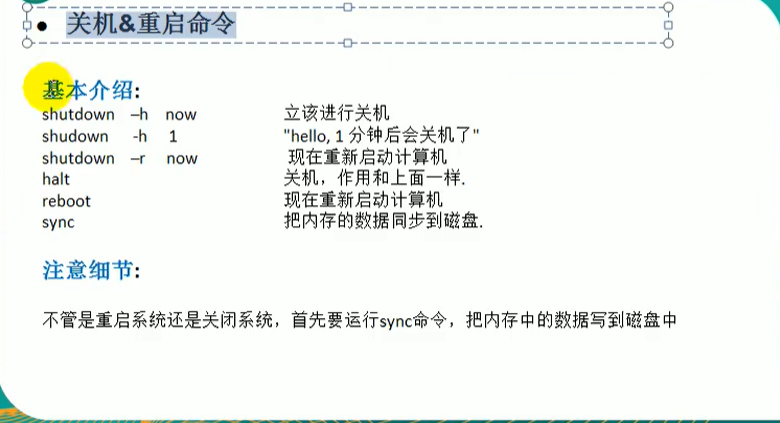 ● 关机&重启命令
基本介绍:
shutdown –h now 立该进行关机
shudown -h 1 "hello, 1 分钟后会关机了"
shutdown –r now 现在重新启动计算机
halt 关机，作用和上面一样.
reboot 现在重新启动计算机
sync 把内存的数据同步到磁盘.
注意细节:
不管是重启系统还是关闭系统，首先要运行sync命令，把内存中的数据写到磁盘中